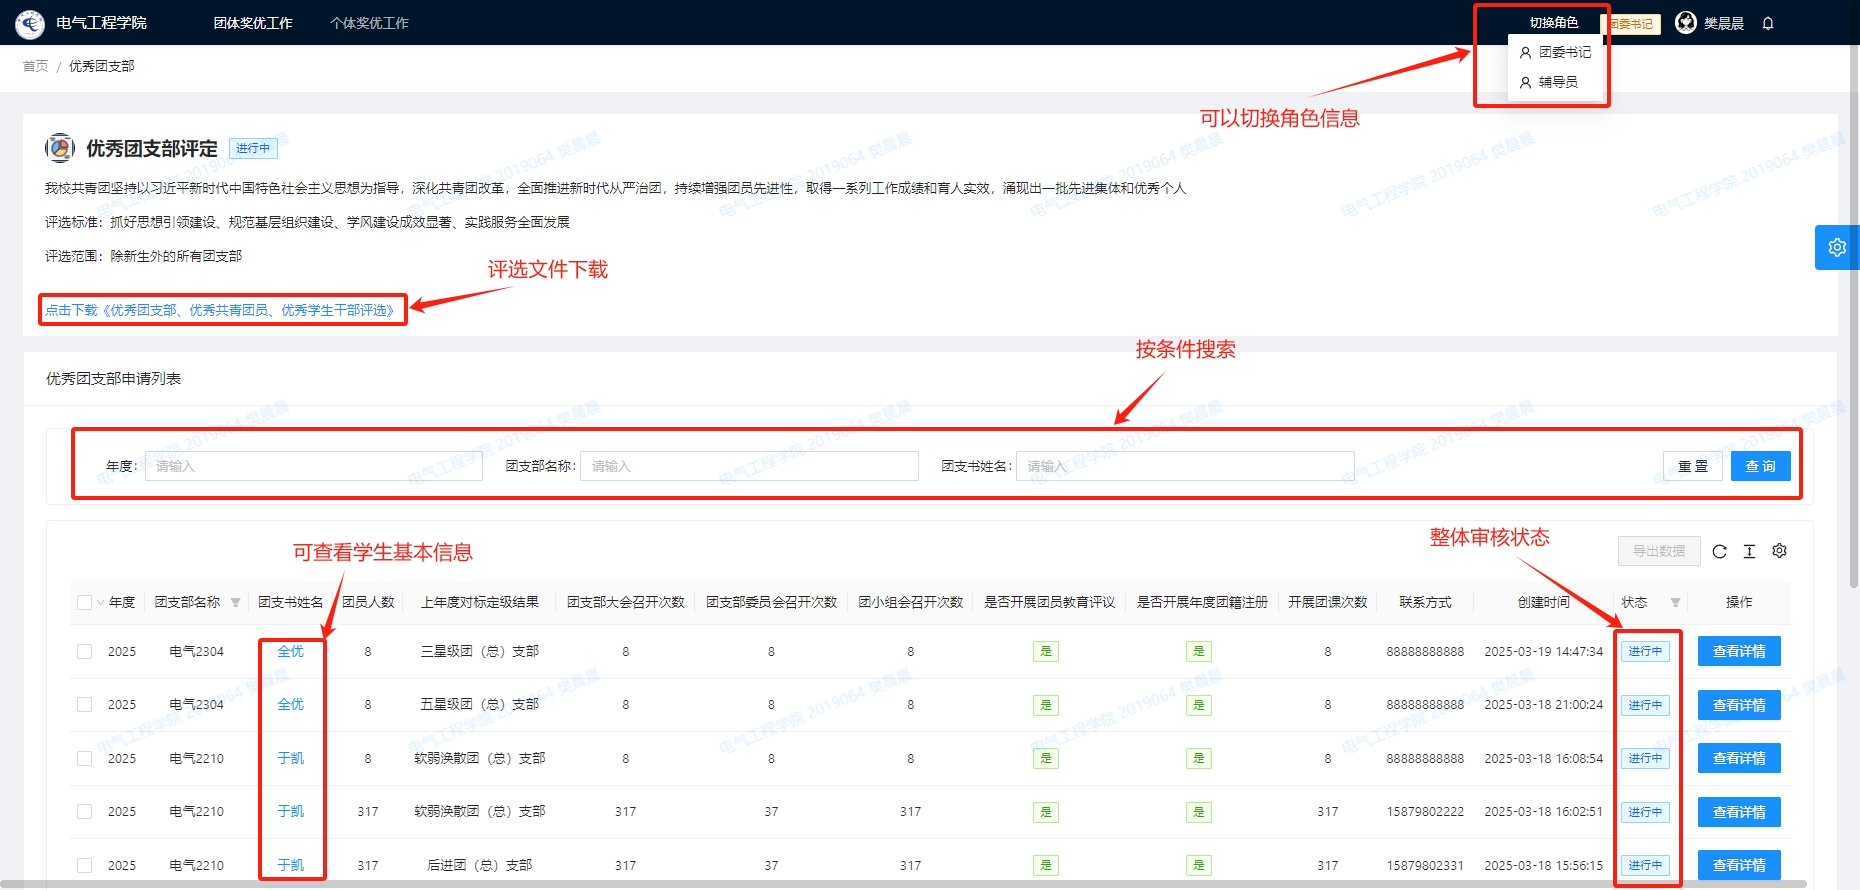 电气工程学院 团体奖优工作 个体奖优工作 切换角色 团委书记 樊晨晨
团委书记
辅导员
首页 / 优秀团支部
可以切换角色信息
优秀团支部评定 进行中
我校共青团坚持以习近平新时代中国特色社会主义思想为指导，深化共青团改革，全面推进新时代从严治团，持续增强团员先进性，取得一系列工作成绩和育人实效，涌现出一批先进集体和优秀个人
评选标准：抓好思想引领建设、规范基层组织建设、学风建设成效显著、实践服务全面发展
评选范围：除新生外的所有团支部
评选文件下载
点击下载《优秀团支部、优秀共青团员、优秀学生干部评选》
按条件搜索
优秀团支部申请列表
年度: 请输入 团支部名称: 请输入 团支书姓名: 请输入 重 置 查 询
可查看学生基本信息
整体审核状态
导出数据
年度 团支部名称 团支书姓名 团员人数 上年度对标定级结果 团支部大会召开次数 团支部委员会召开次数 团小组会召开次数 是否开展团员教育评议 是否开展年度团籍注册 开展团课次数 联系方式 创建时间 状态 操作
2025 电气2304 全优 8 三星级团（总）支部 8 8 8 是 是 8 88888888888 2025-03-19 14:47:34 进行中 查看详情
2025 电气2304 全优 8 五星级团（总）支部 8 8 8 是 是 8 88888888888 2025-03-18 21:00:24 进行中 查看详情
2025 电气2210 于凯 8 软弱涣散团（总）支部 8 8 8 是 是 8 88888888888 2025-03-18 16:08:54 进行中 查看详情
2025 电气2210 于凯 317 软弱涣散团（总）支部 317 37 317 是 是 317 15879802222 2025-03-18 16:02:51 进行中 查看详情
2025 电气2210 于凯 317 后进团（总）支部 317 37 317 是 是 317 15879802331 2025-03-18 15:56:15 进行中 查看详情
电气工程学院 2019064 樊晨晨